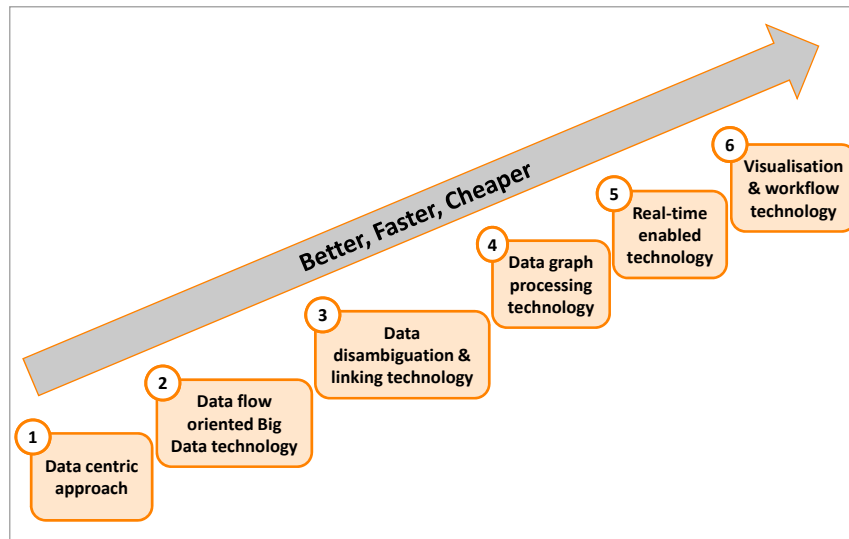 Better, Faster, Cheaper
1
Data centric
approach
2
Data flow
oriented Big
Data technology
3
Data
disambiguation &
linking technology
4
Data graph
processing
technology
5
Real-time
enabled
technology
6
Visualisation
& workflow
technology